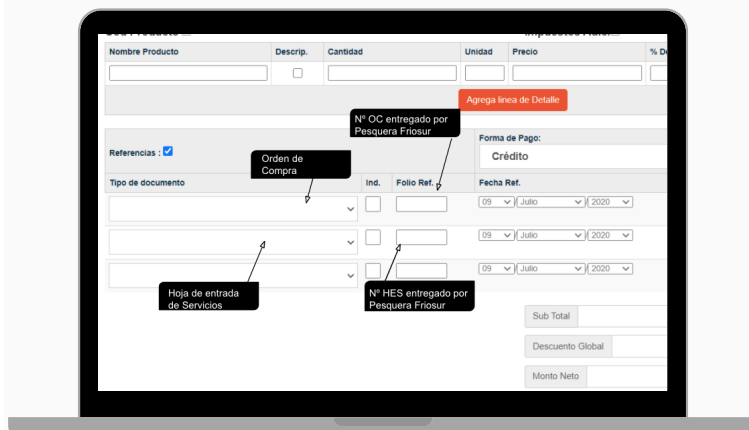 Nombre Producto Descrip. Cantidad Unidad Precio
Agrega linea de Detalle
Nº OC entregado por
Pesquera Friosur
Forma de Pago:
Referencias :
Crédito
Orden de
Compra
Tipo de documento Ind. Folio Ref. Fecha Ref.
09 / Julio / 2020
09 / Julio / 2020
09 / Julio / 2020
Hoja de entrada
de Servicios
Nº HES entregado por
Pesquera Friosur
Sub Total
Descuento Global
Monto Neto